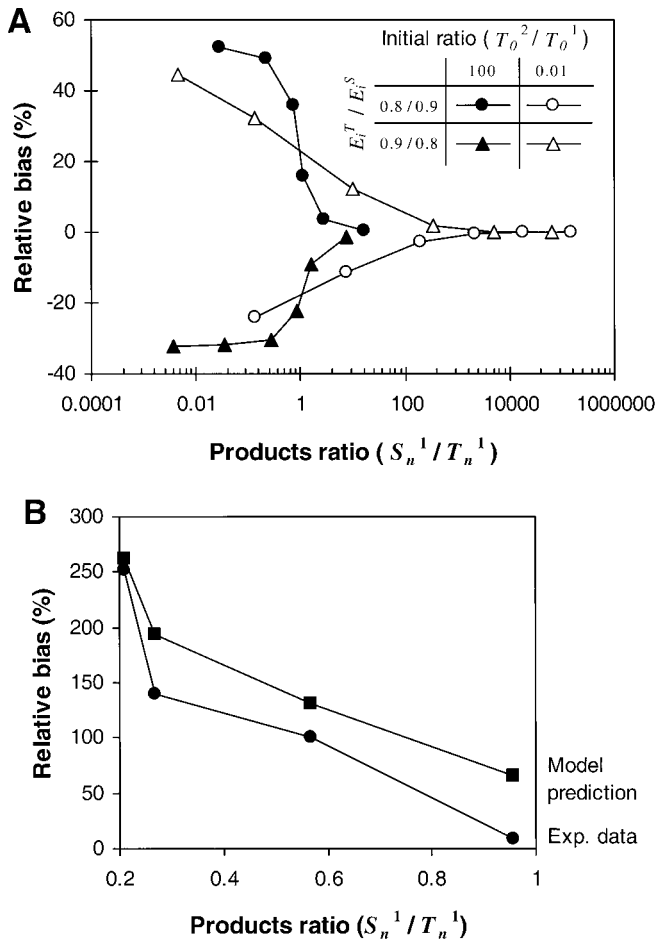 A
Initial ratio ( T₀² / T₀¹ )
100 0.01
Eᵢᵀ / Eᵢˢ
0.8 / 0.9
0.9 / 0.8
Relative bias (%)
60
40
20
0
-20
-40
0.0001 0.01 1 100 10000 1000000
Products ratio ( Sₙ¹ / Tₙ¹ )
B
Relative bias (%)
300
250
200
150
100
50
0
Model
prediction
Exp. data
0.2 0.4 0.6 0.8 1
Products ratio (Sₙ¹ / Tₙ¹)